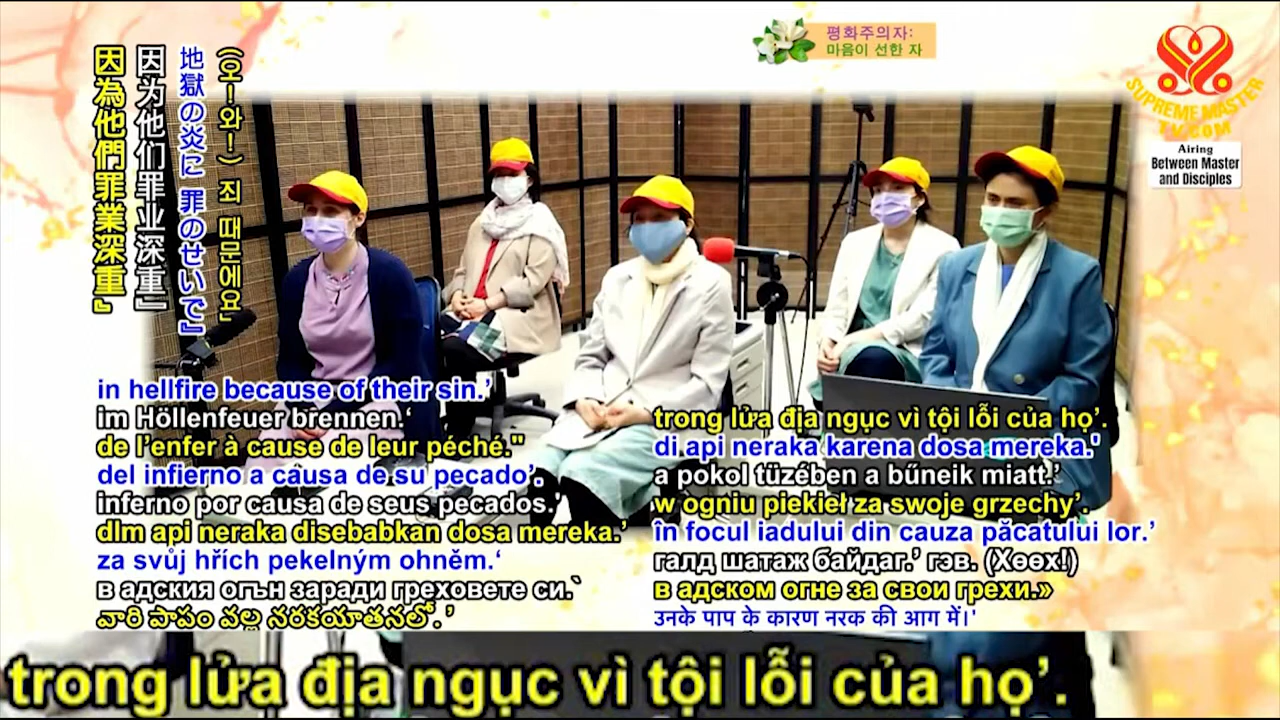 평화주의자:
마음이 선한 자
SUPREME MASTER
TV.COM
Airing
Between Master
and Disciples
(오! 와!) 죄 때문에요」
地獄の炎に 罪のせいで』
因为他们罪业深重』
因為他們罪業深重』
in hellfire because of their sin.’
im Höllenfeuer brennen.‘
de l’enfer à cause de leur péché."
del infierno a causa de su pecado’.
inferno por causa de seus pecados.'
dlm api neraka disebabkan dosa mereka.’
za svůj hřích pekelným ohněm.‘
в адския огън заради греховете си.`
వారి పాపం వల్ల నరకయాతనలో.’
trong lửa địa ngục vì tội lỗi của họ’.
di api neraka karena dosa mereka.'
a pokol tüzében a bűneik miatt.’
w ogniu piekieł za swoje grzechy’.
în focul iadului din cauza păcatului lor.’
галд шатаж байдаг.’ гэв. (Хөөх!)
в адском огне за свои грехи.»
उनके पाप के कारण नरक की आग में।'
trong lửa địa ngục vì tội lỗi của họ’.